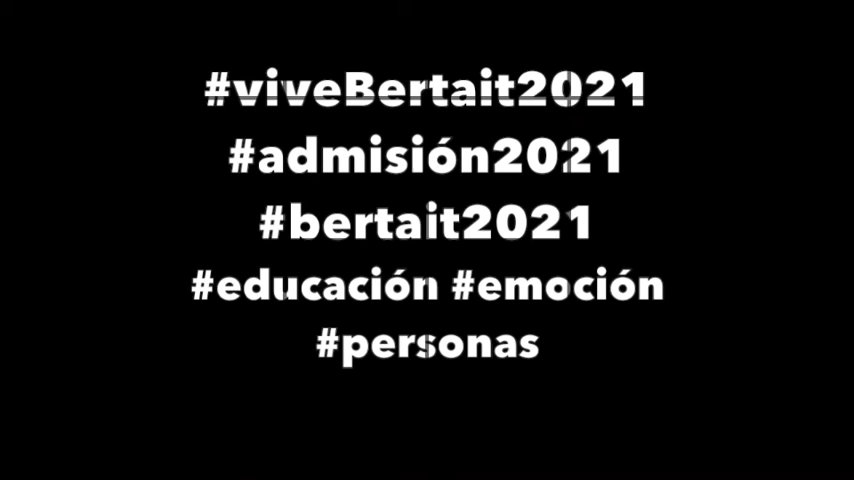 #viveBertait2021
#admisión2021
#bertait2021
#educación #emoción
#personas